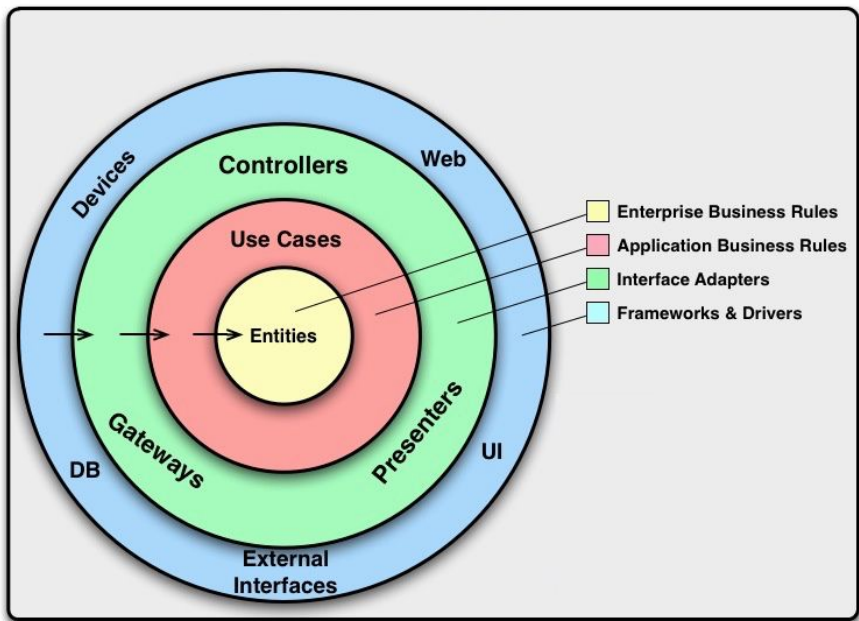 Devices
Web
Controllers
Use Cases
Entities
Gateways
Presenters
DB
UI
External
Interfaces
Enterprise Business Rules
Application Business Rules
Interface Adapters
Frameworks & Drivers